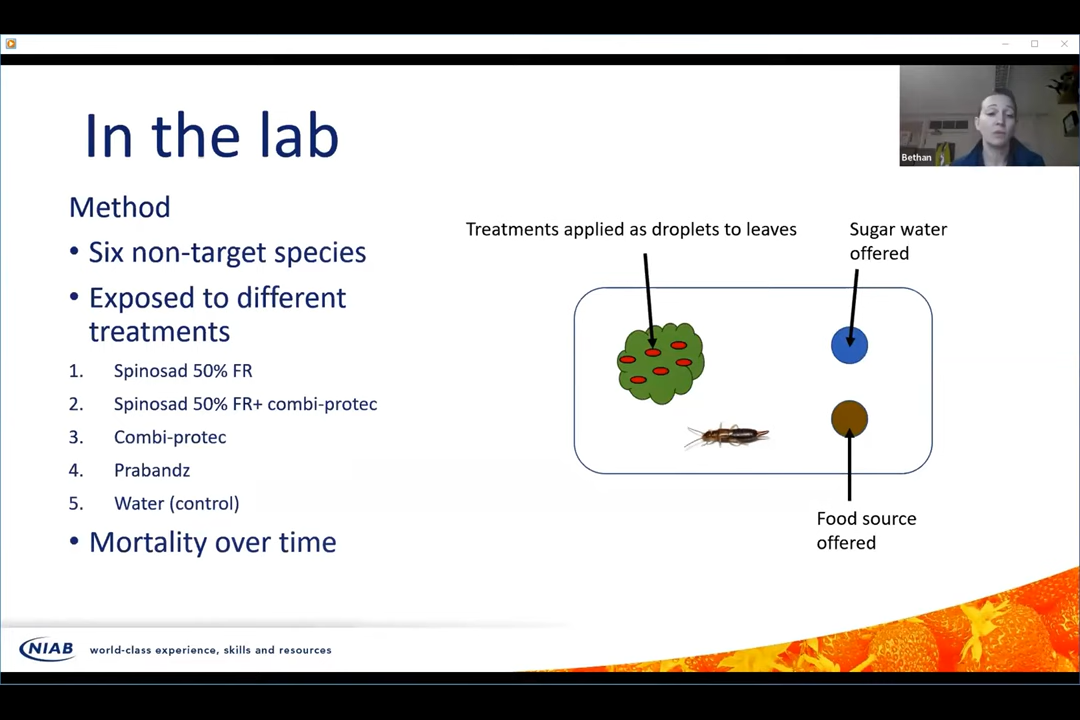 In the lab
Bethan
Method
• Six non-target species
• Exposed to different
treatments
1. Spinosad 50% FR
2. Spinosad 50% FR+ combi-protec
3. Combi-protec
4. Prabandz
5. Water (control)
• Mortality over time
Treatments applied as droplets to leaves
Sugar water
offered
Food source
offered
NIAB
world-class experience, skills and resources